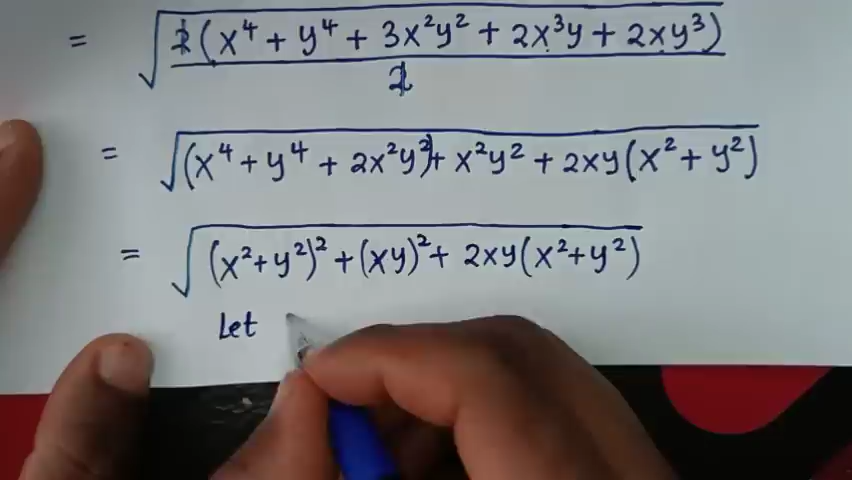 = √(2(x⁴ + y⁴ + 3x²y² + 2x³y + 2xy³)/2)
= √((x⁴ + y⁴ + 2x²y²) + x²y² + 2xy(x² + y²))
= √((x² + y²)² + (xy)² + 2xy(x² + y²))
Let